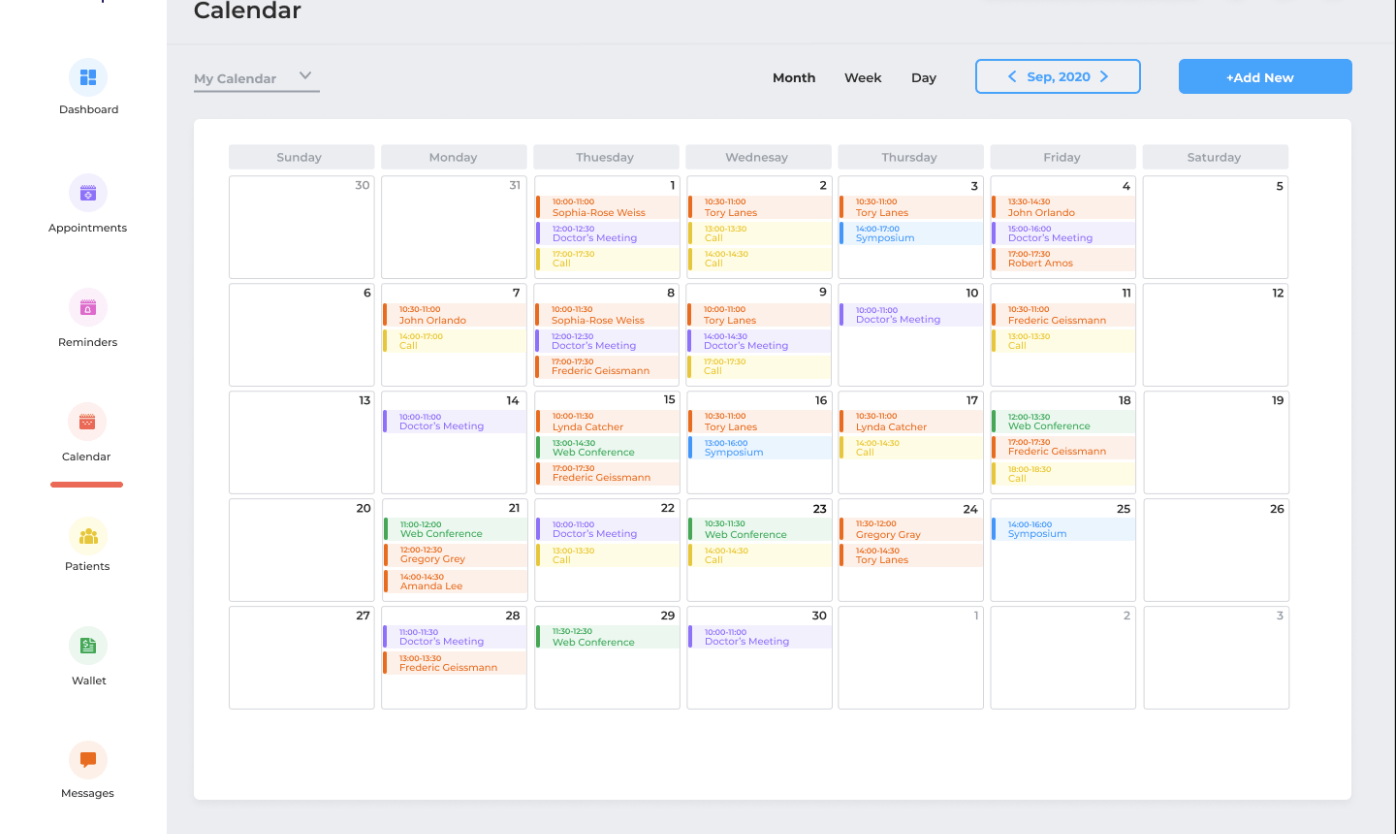 Calendar
My Calendar
Month
Week
Day
Sep, 2020
+Add New
Dashboard
Appointments
Reminders
Calendar
Patients
Wallet
Messages
Sunday
Monday
Thuesday
Wednesay
Thursday
Friday
Saturday
30
31
1
10:00-11:00
Sophia-Rose Weiss
12:00-12:30
Doctor's Meeting
17:00-17:30
Call
2
10:30-11:00
Tory Lanes
13:00-13:30
Call
14:00-14:30
Call
3
10:30-11:00
Tory Lanes
14:00-17:00
Symposium
4
13:30-14:30
John Orlando
15:00-16:00
Doctor's Meeting
17:00-17:30
Robert Amos
5
6
7
10:30-11:00
John Orlando
14:00-17:00
Call
8
10:00-11:30
Sophia-Rose Weiss
12:00-12:30
Doctor's Meeting
17:00-17:30
Frederic Geissmann
9
10:00-11:00
Tory Lanes
14:00-14:30
Doctor's Meeting
17:00-17:30
Call
10
10:00-11:00
Doctor's Meeting
11
10:30-11:00
Frederic Geissmann
13:00-13:30
Call
12
13
14
10:00-11:00
Doctor's Meeting
15
10:00-11:30
Lynda Catcher
13:00-14:30
Web Conference
17:00-17:30
Frederic Geissmann
16
10:30-11:00
Tory Lanes
13:00-16:00
Symposium
17
10:30-11:00
Lynda Catcher
14:00-14:30
Call
18
12:00-13:30
Web Conference
17:00-17:30
Frederic Geissmann
18:00-18:30
Call
19
20
21
11:00-12:00
Web Conference
12:00-12:30
Gregory Grey
14:00-14:30
Amanda Lee
22
10:00-11:00
Doctor's Meeting
13:00-13:30
Call
23
10:30-11:30
Web Conference
14:00-14:30
Call
24
11:30-12:00
Gregory Gray
14:00-14:30
Tory Lanes
25
14:00-16:00
Symposium
26
27
28
11:00-11:30
Doctor's Meeting
13:00-13:30
Frederic Geissmann
29
11:30-12:30
Web Conference
30
10:00-11:00
Doctor's Meeting
1
2
3